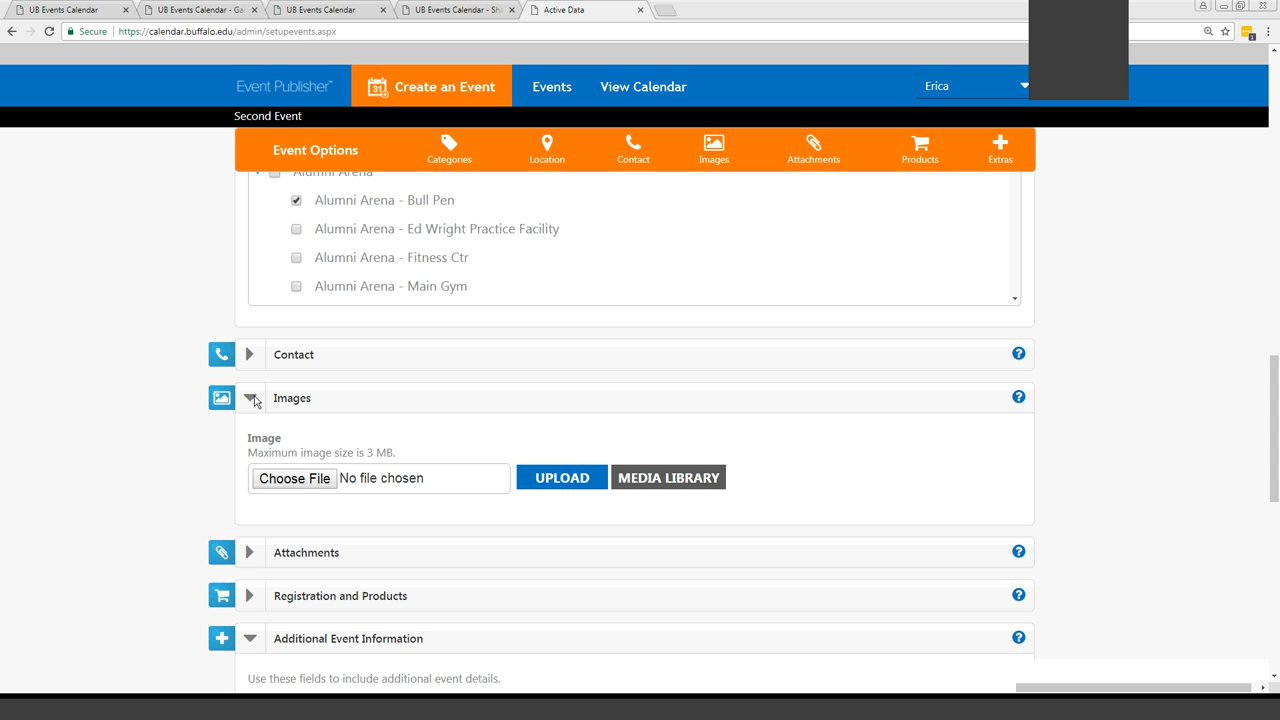 UB Events Calendar
UB Events Calendar - Ga
UB Events Calendar
UB Events Calendar - Sh
Active Data
Secure https://calendar.buffalo.edu/admin/setupevents.aspx
Event Publisher™
31
Create an Event
Events
View Calendar
Erica
Second Event
Event Options
Categories
Location
Contact
Images
Attachments
Products
Extras
Alumni Arena
Alumni Arena - Bull Pen
Alumni Arena - Ed Wright Practice Facility
Alumni Arena - Fitness Ctr
Alumni Arena - Main Gym
Contact ?
Images ?
Image
Maximum image size is 3 MB.
Choose File No file chosen UPLOAD MEDIA LIBRARY
Attachments ?
Registration and Products ?
Additional Event Information ?
Use these fields to include additional event details.